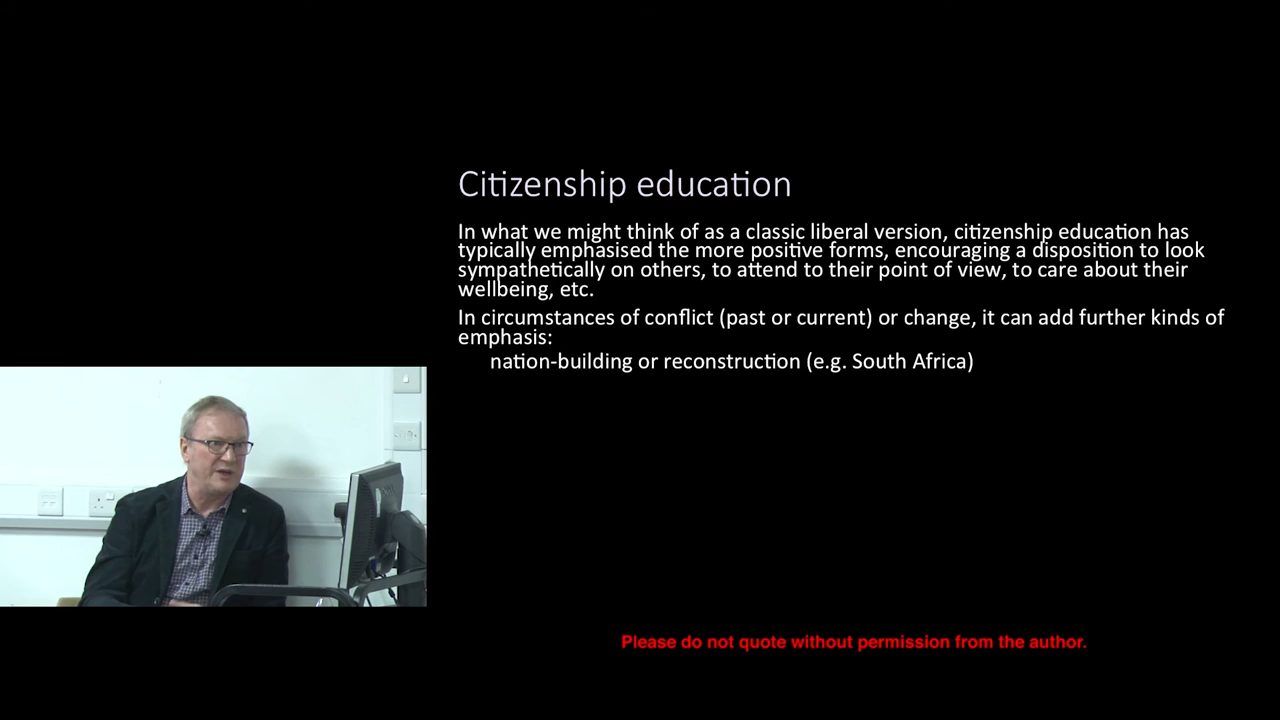 Citizenship education
In what we might think of as a classic liberal version, citizenship education has
typically emphasised the more positive forms, encouraging a disposition to look
sympathetically on others, to attend to their point of view, to care about their
wellbeing, etc.
In circumstances of conflict (past or current) or change, it can add further kinds of
emphasis:
nation-building or reconstruction (e.g. South Africa)
Please do not quote without permission from the author.